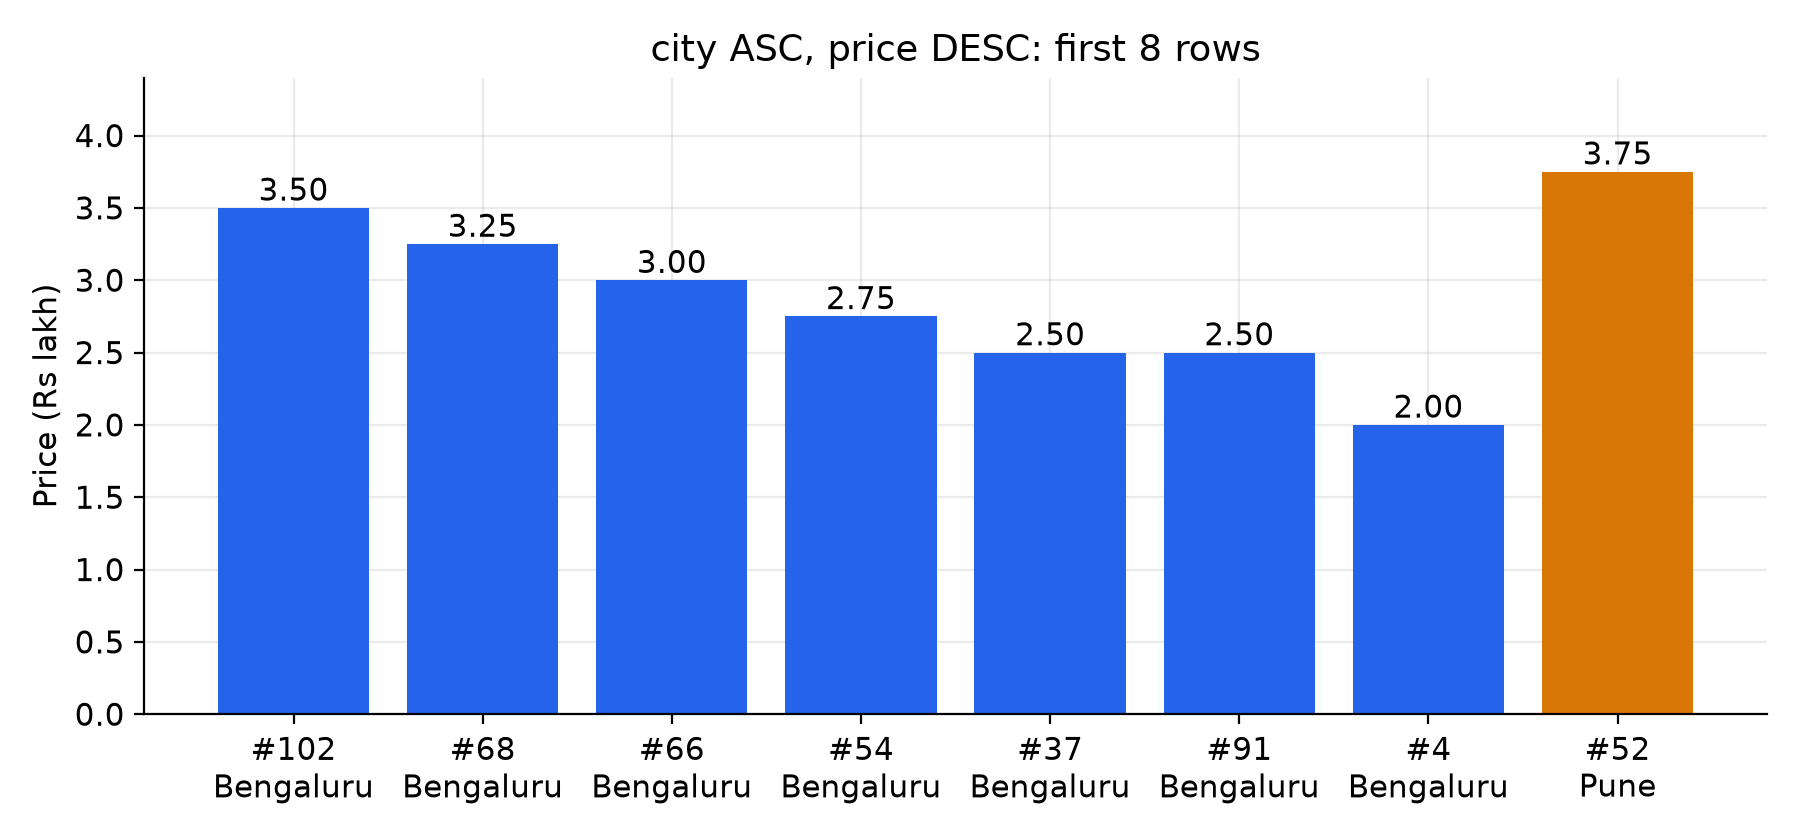 city ASC, price DESC: first 8 rows
Price (Rs lakh)
4.0
3.5
3.0
2.5
2.0
1.5
1.0
0.5
0.0
3.50
3.25
3.00
2.75
2.50
2.50
2.00
3.75
#102
Bengaluru
#68
Bengaluru
#66
Bengaluru
#54
Bengaluru
#37
Bengaluru
#91
Bengaluru
#4
Bengaluru
#52
Pune